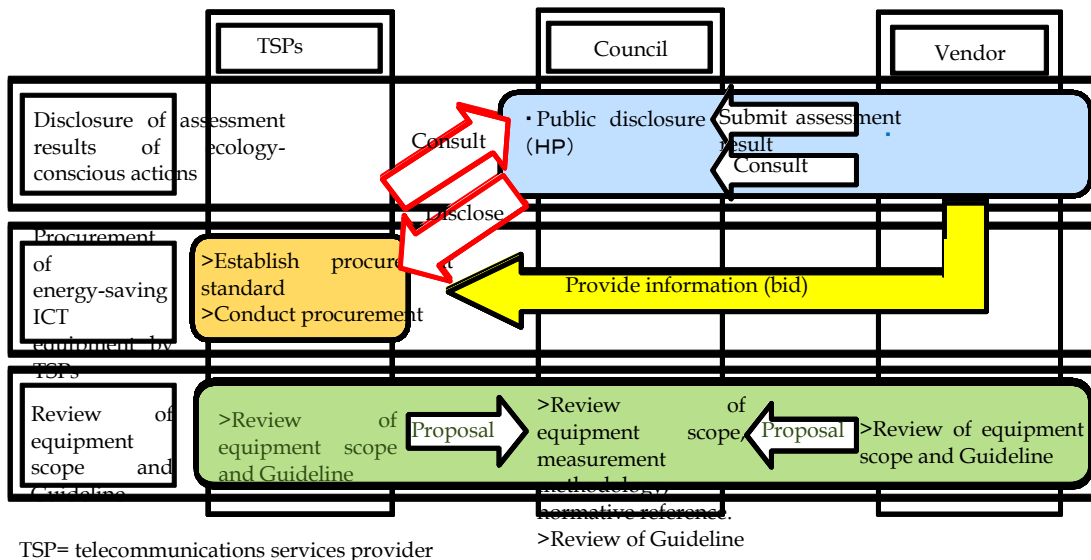 TSPs
Council
Vendor
Disclosure of assessment
results of ecology-
conscious actions
Consult
・Public disclosure
（HP）
Submit assessment
result
Consult
Disclose
Procurement
of
energy-saving
ICT
equipment by
TSPs
>Establish procurement
standard
>Conduct procurement
Provide information (bid)
Review of
equipment
scope and
Guideline
>Review of
equipment scope
and Guideline
Proposal
>Review of
equipment scope,
measurement
methodology,
normative reference.
>Review of Guideline
Proposal
>Review of equipment
scope and Guideline
TSP= telecommunications services provider